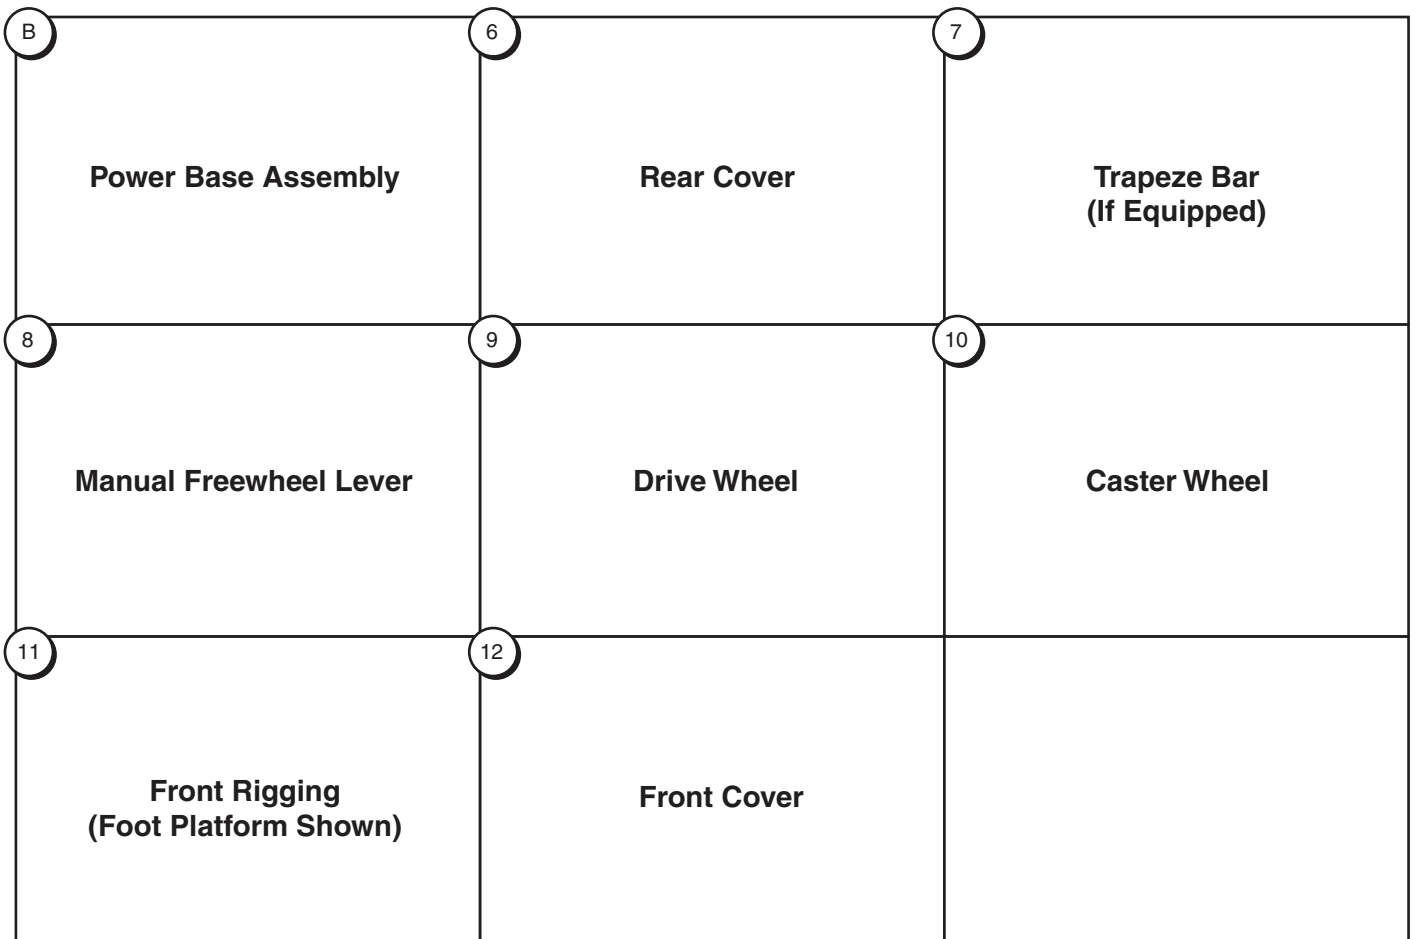 B
Power Base Assembly
6
Rear Cover
7
Trapeze Bar
(If Equipped)
8
Manual Freewheel Lever
9
Drive Wheel
10
Caster Wheel
11
Front Rigging
(Foot Platform Shown)
12
Front Cover